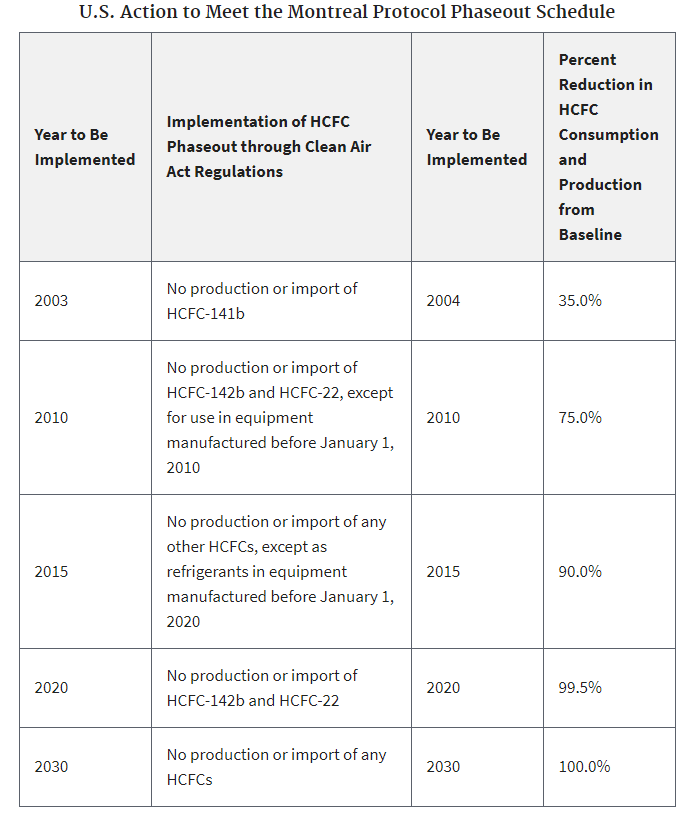 U.S. Action to Meet the Montreal Protocol Phaseout Schedule
Year to Be
Implemented
Implementation of HCFC
Phaseout through Clean Air
Act Regulations
Year to Be
Implemented
Percent
Reduction in
HCFC
Consumption
and
Production
from
Baseline
2003
No production or import of
HCFC-141b
2004
35.0%
2010
No production or import of
HCFC-142b and HCFC-22, except
for use in equipment
manufactured before January 1,
2010
2010
75.0%
2015
No production or import of any
other HCFCs, except as
refrigerants in equipment
manufactured before January 1,
2020
2015
90.0%
2020
No production or import of
HCFC-142b and HCFC-22
2020
99.5%
2030
No production or import of any
HCFCs
2030
100.0%